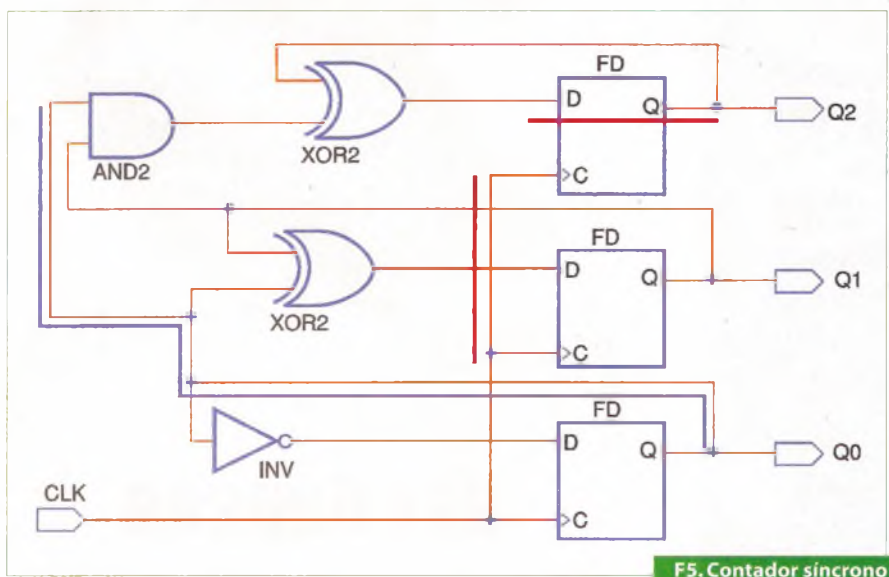 FD
D
Q
Q2
XOR2
AND2
C
FD
D
Q
Q1
XOR2
C
FD
D
Q
Q0
INV
CLK
C
F5. Contador síncrono